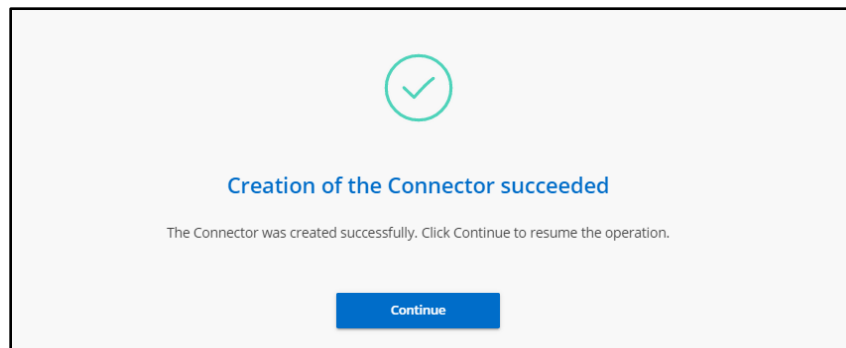 Creation of the Connector succeeded
The Connector was created successfully. Click Continue to resume the operation.
Continue